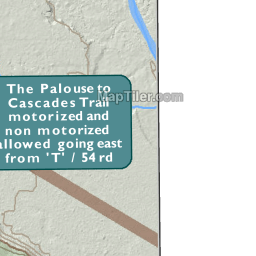 The Palouse to
Cascades Trail
motorized and
non motorized
allowed going east
from 'T' / 54 rd
MapTiler.com